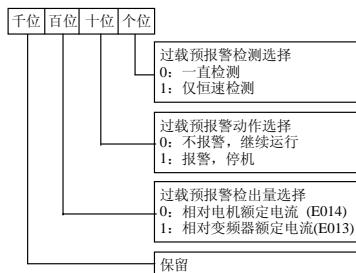 千位 百位 十位 个位
过载预报警检测选择
0：一直检测
1：仅恒速检测
过载预报警动作选择
0：不报警，继续运行
1：报警，停机
过载预报警检出量选择
0：相对电机额定电流 (E014)
1：相对变频器额定电流(E013)
保留